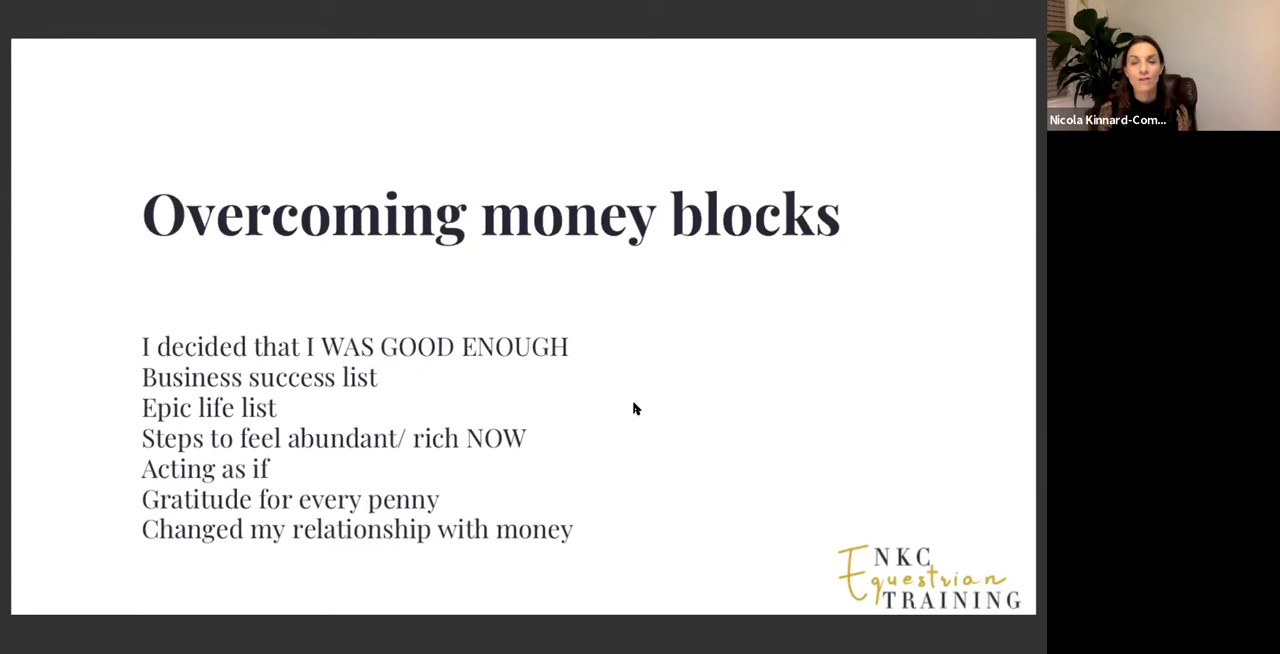 Overcoming money blocks
I decided that I WAS GOOD ENOUGH
Business success list
Epic life list
Steps to feel abundant/ rich NOW
Acting as if
Gratitude for every penny
Changed my relationship with money
NKC
Equestrian
TRAINING
Nicola Kinnard-Com...